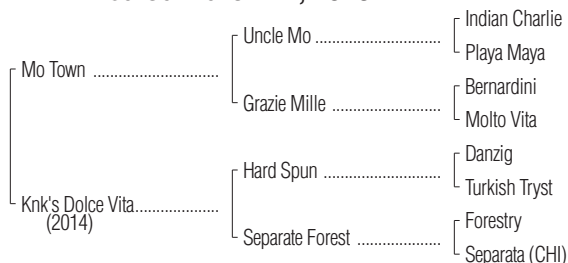 Indian Charlie
Uncle Mo
Playa Maya
Mo Town
Bernardini
Grazie Mille
Molto Vita
Danzig
Hard Spun
Turkish Tryst
Knk's Dolce Vita
(2014)
Forestry
Separate Forest
Separata (CHI)